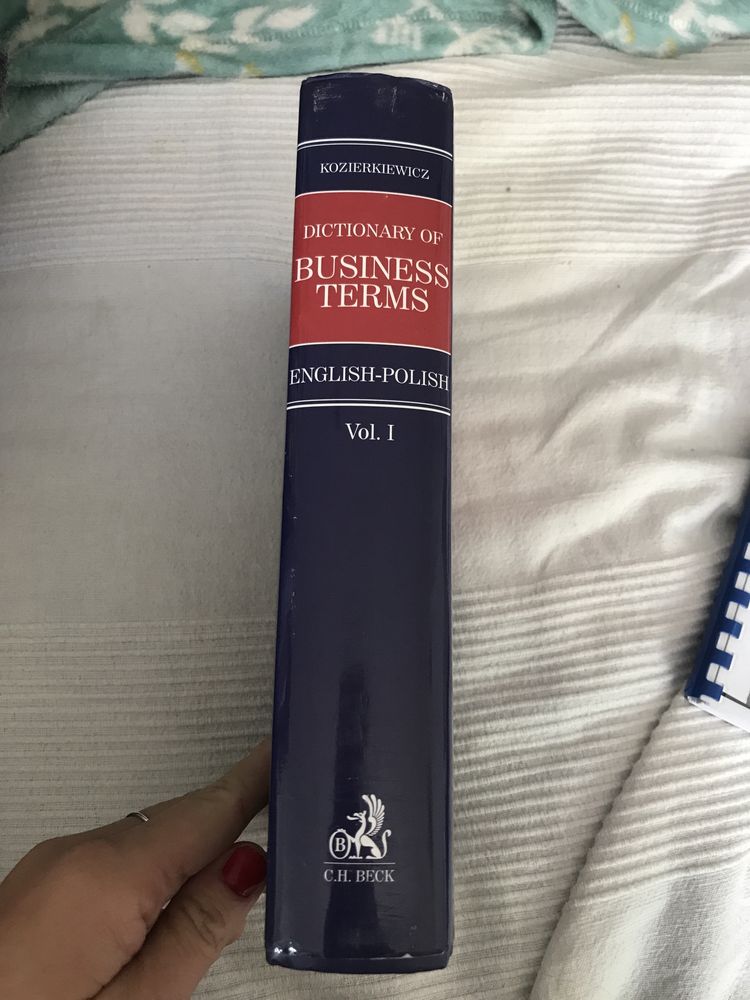 KOZIERKIEWICZ
DICTIONARY OF
BUSINESS
TERMS
ENGLISH-POLISH
Vol. I
B
C.H. BECK